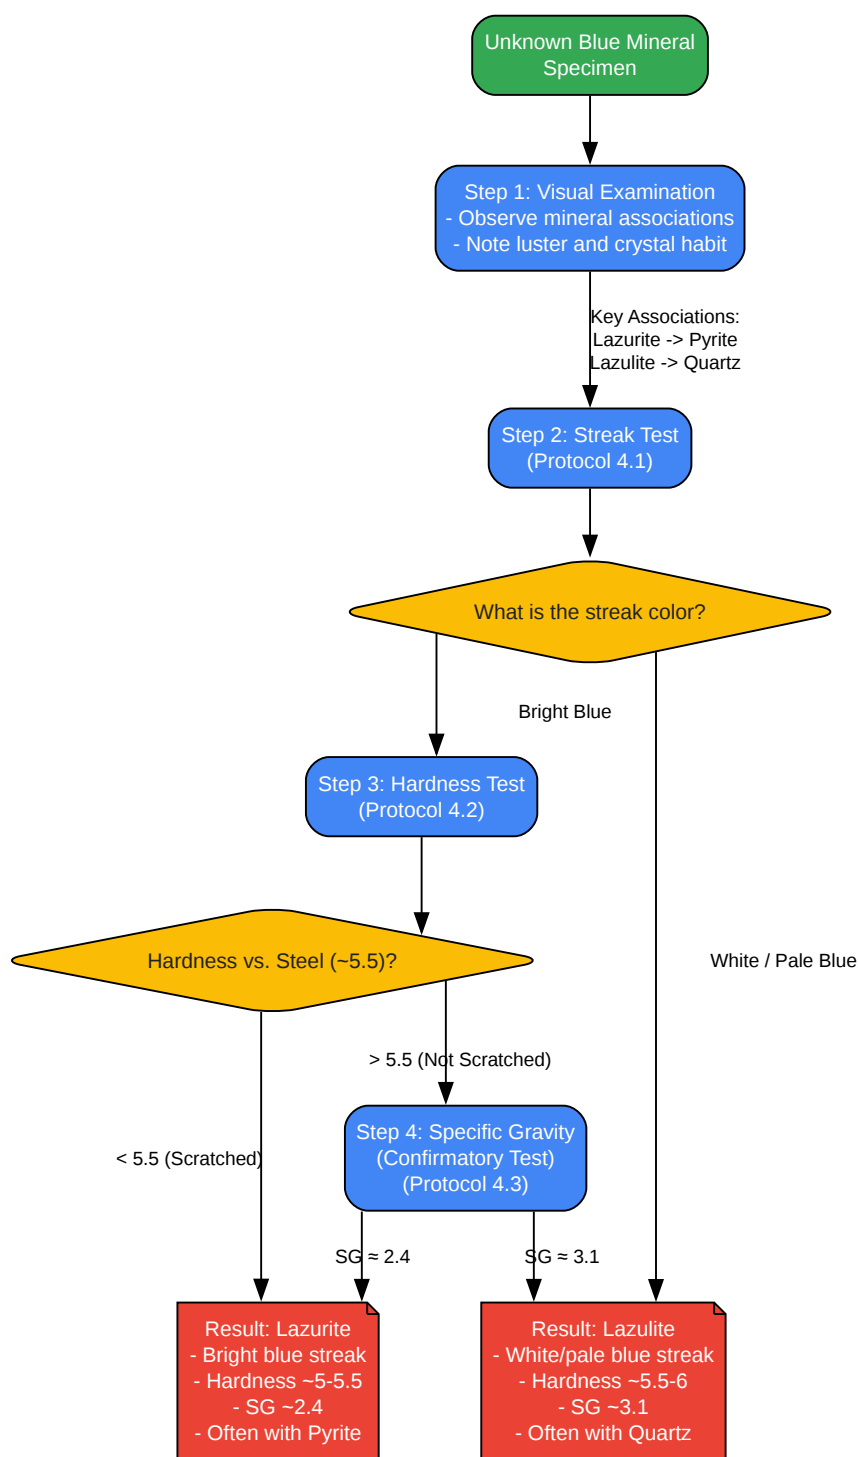 Unknown Blue Mineral
Specimen
Step 1: Visual Examination
- Observe mineral associations
- Note luster and crystal habit
Key Associations:
Lazurite -> Pyrite
Lazulite -> Quartz
Step 2: Streak Test
(Protocol 4.1)
What is the streak color?
Bright Blue
Step 3: Hardness Test
(Protocol 4.2)
Hardness vs. Steel (~5.5)?
White / Pale Blue
> 5.5 (Not Scratched)
Step 4: Specific Gravity
(Confirmatory Test)
(Protocol 4.3)
< 5.5 (Scratched)
SG ≈ 2.4
SG ≈ 3.1
Result: Lazurite
- Bright blue streak
- Hardness ~5-5.5
- SG ~2.4
- Often with Pyrite
Result: Lazulite
- White/pale blue streak
- Hardness ~5.5-6
- SG ~3.1
- Often with Quartz